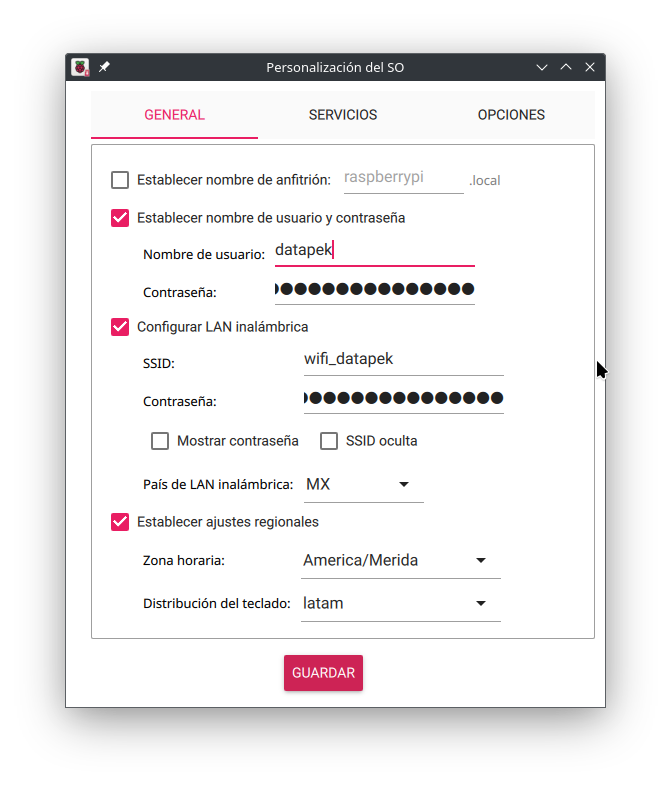 Personalización del SO
GENERAL SERVICIOS OPCIONES
Establecer nombre de anfitrión: raspberrypi .local
Establecer nombre de usuario y contraseña
Nombre de usuario: datapek
Contraseña: ●●●●●●●●●●●●●●●
Configurar LAN inalámbrica
SSID: wifi_datapek
Contraseña: ●●●●●●●●●●●●●●●
Mostrar contraseña SSID oculta
País de LAN inalámbrica: MX
Establecer ajustes regionales
Zona horaria: America/Merida
Distribución del teclado: latam
GUARDAR